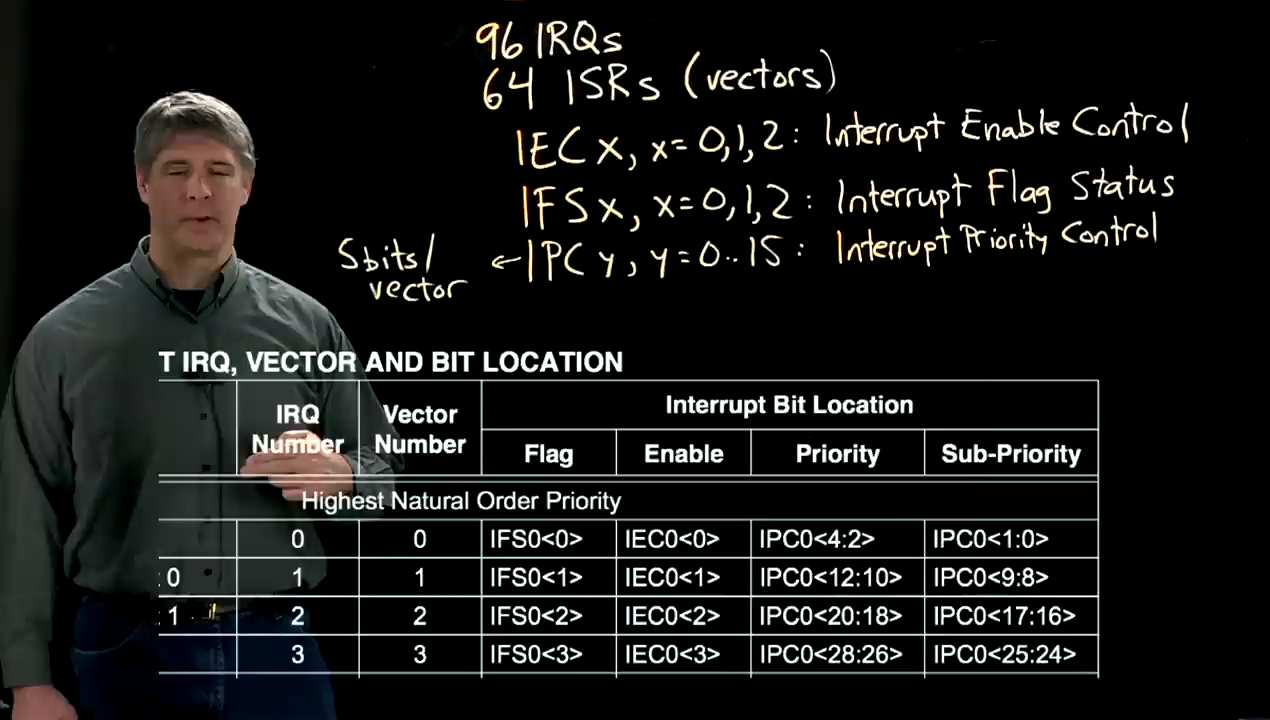 96 IRQs
64 ISRs (vectors)
IECx, x=0,1,2: Interrupt Enable Control
IFSx, x=0,1,2: Interrupt Flag Status
5bits/vector ← IPCy, y=0..15: Interrupt Priority Control
T IRQ, VECTOR AND BIT LOCATION
IRQ Number Vector Number Interrupt Bit Location
Flag Enable Priority Sub-Priority
Highest Natural Order Priority
0 0 IFS0<0> IEC0<0> IPC0<4:2> IPC0<1:0>
: 0 1 1 IFS0<1> IEC0<1> IPC0<12:10> IPC0<9:8>
: 1 2 2 IFS0<2> IEC0<2> IPC0<20:18> IPC0<17:16>
3 3 IFS0<3> IEC0<3> IPC0<28:26> IPC0<25:24>